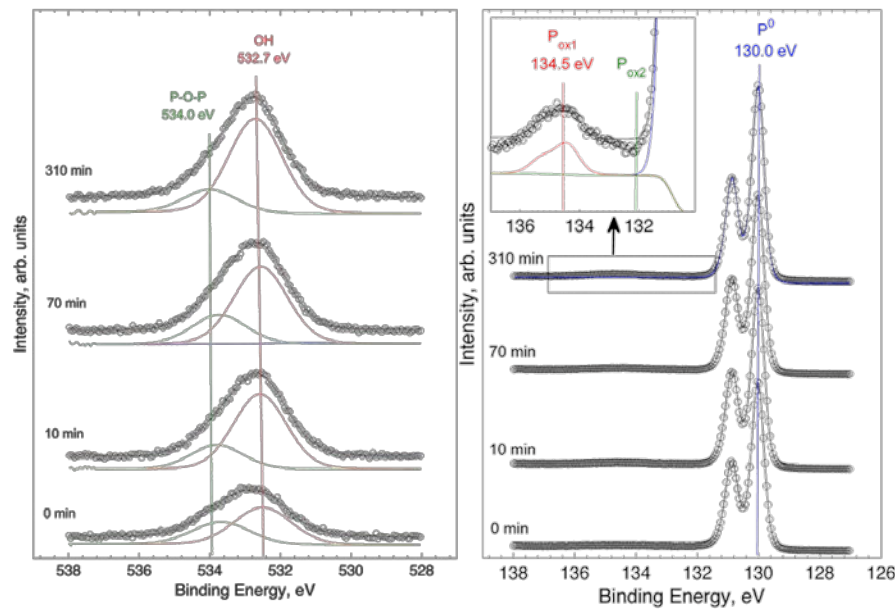 OH
532.7 eV
P-O-P
534.0 eV
310 min
70 min
10 min
0 min
Intensity, arb. units
538
536
534
532
530
528
Binding Energy, eV
P⁰
130.0 eV
Pox1
134.5 eV
Pox2
136
134
132
310 min
70 min
10 min
0 min
Intensity, arb. units
138
136
134
132
130
128
126
Binding Energy, eV